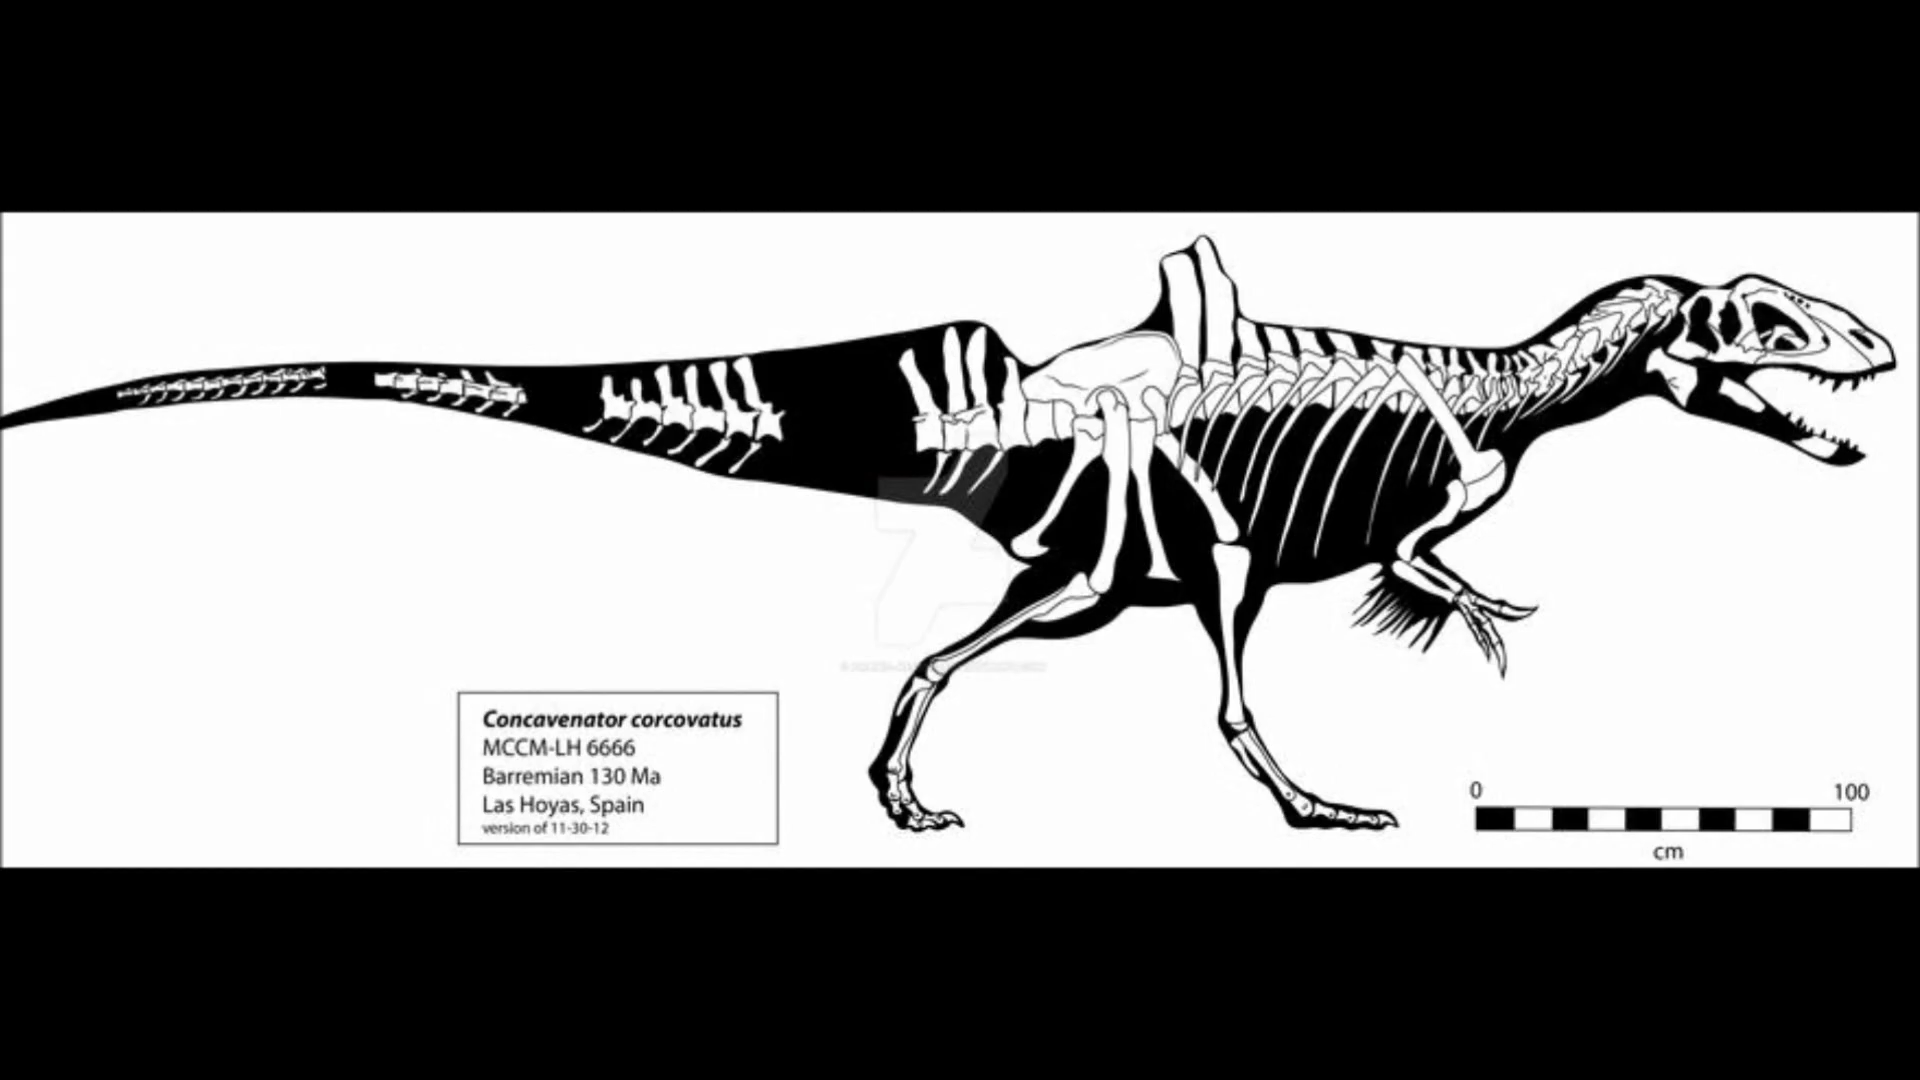 Concavenator corcovatus
MCCM-LH 6666
Barremian 130 Ma
Las Hoyas, Spain
version of 11-30-12
0 100
cm